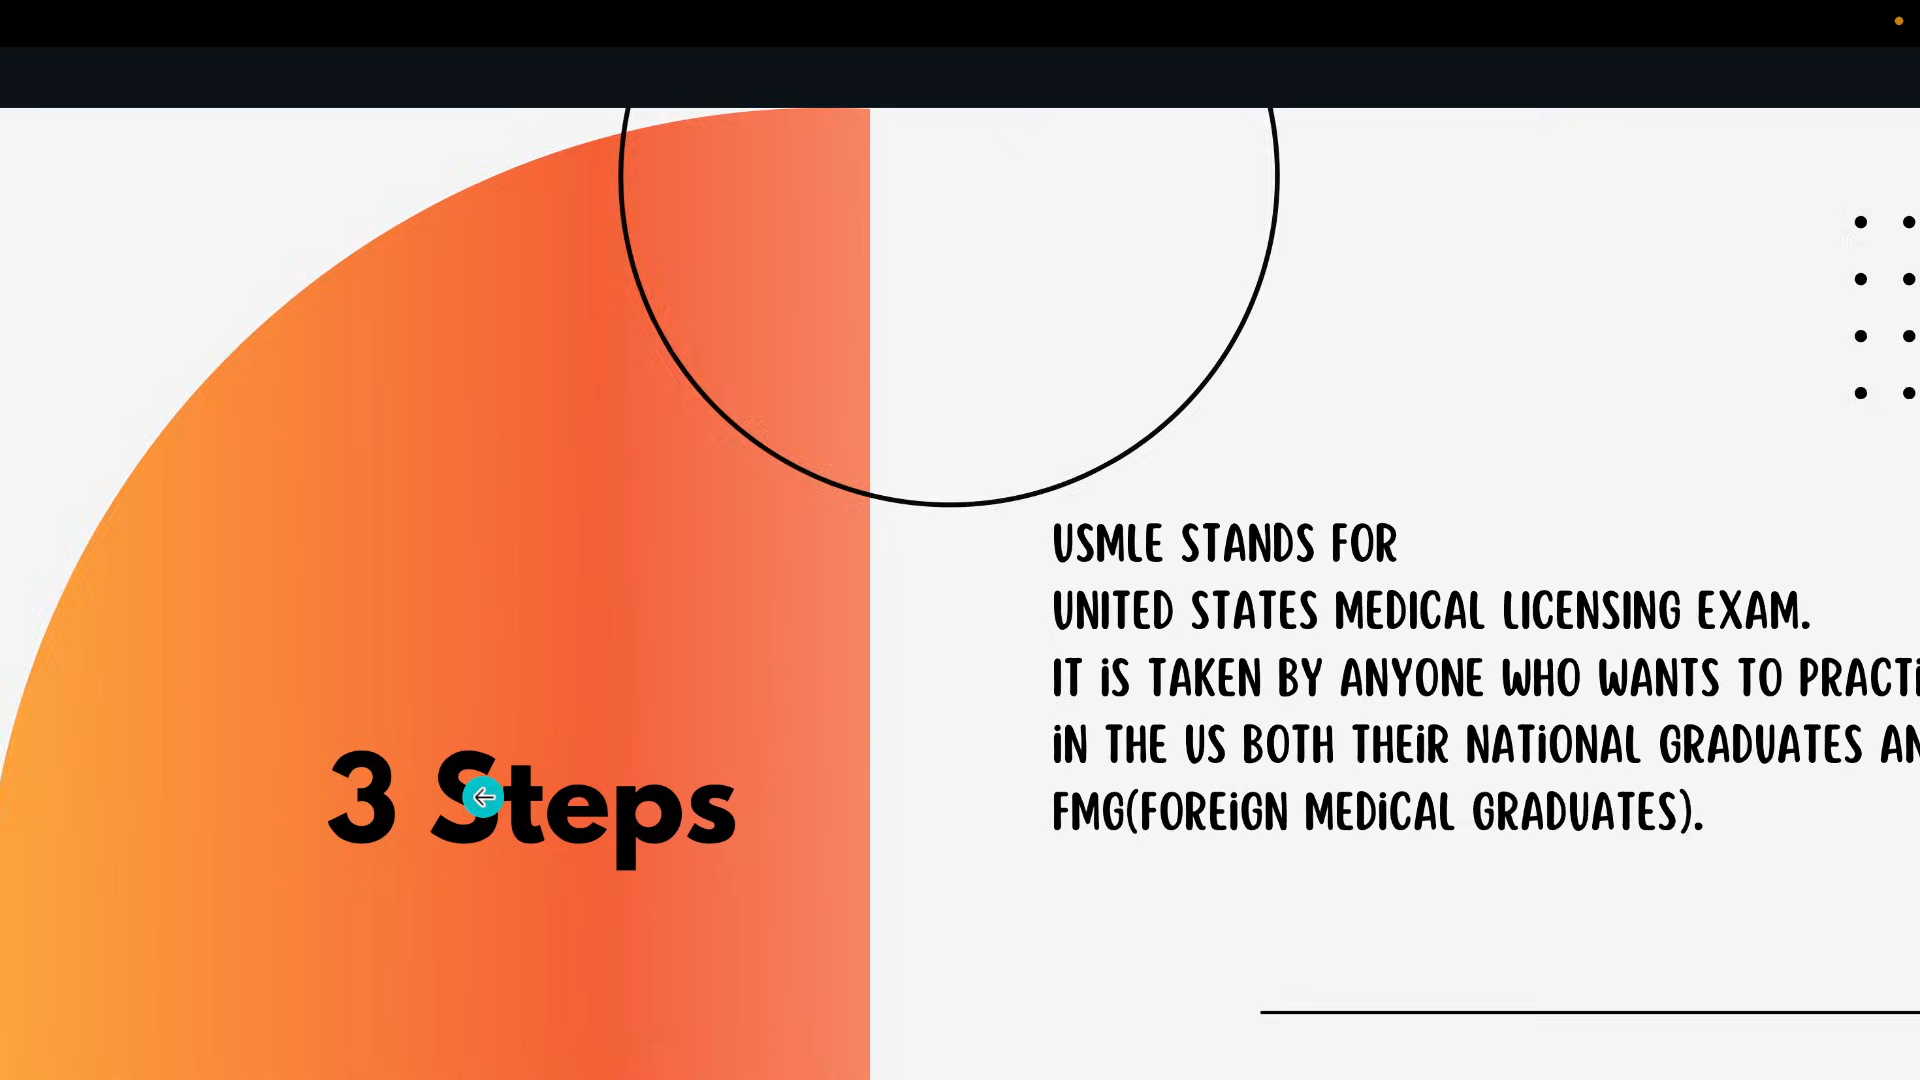 3 Steps
USMLE STANDS FOR
UNITED STATES MEDICAL LICENSING EXAM.
IT iS TAKEN BY ANYONE WHO WANTS TO
iN THE US BOTH THEiR NATiONAL GRADUATES
FMG(FOREiGN MEDiCAL GRADUATES).